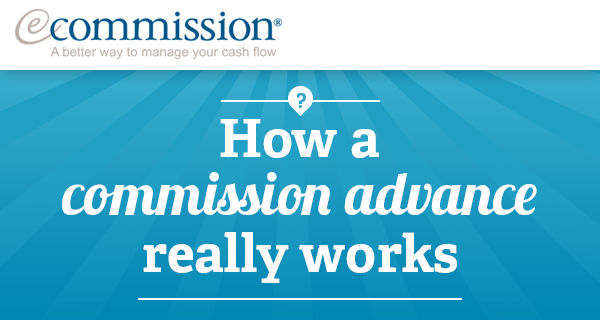 ecommission®
A better way to manage your cash flow
?
How a
commission advance
really works